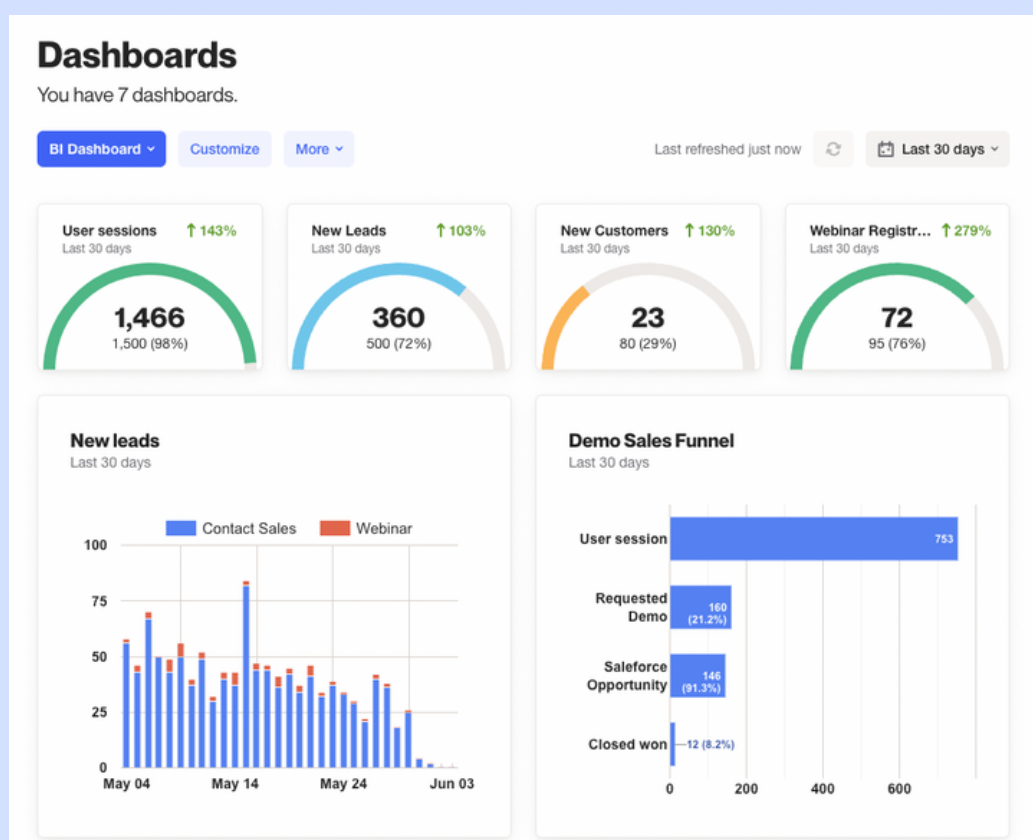 Dashboards
You have 7 dashboards.
BI Dashboard
Customize
More
Last refreshed just now
Last 30 days
User sessions
143%
Last 30 days
1,466
1,500 (98%)
New Leads
103%
Last 30 days
360
500 (72%)
New Customers
130%
Last 30 days
23
80 (29%)
Webinar Registr...
279%
Last 30 days
72
95 (76%)
New leads
Last 30 days
Contact Sales
Webinar
100
75
50
25
0
May 04
May 14
May 24
Jun 03
Demo Sales Funnel
Last 30 days
User session
753
Requested
Demo
160
(21.2%)
Saleforce
Opportunity
146
(91.3%)
Closed won
12 (8.2%)
0
200
400
600